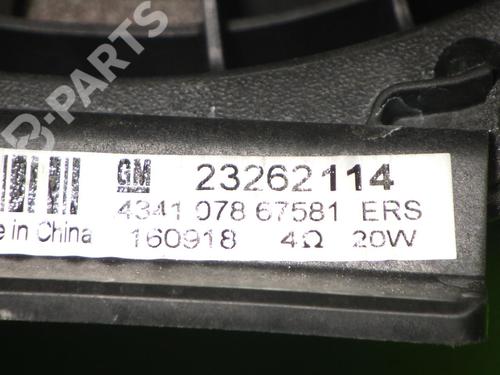 B-PARTS
GM 23262114
4341 078 67581 ERS
e in China 160918 4Ω 20W